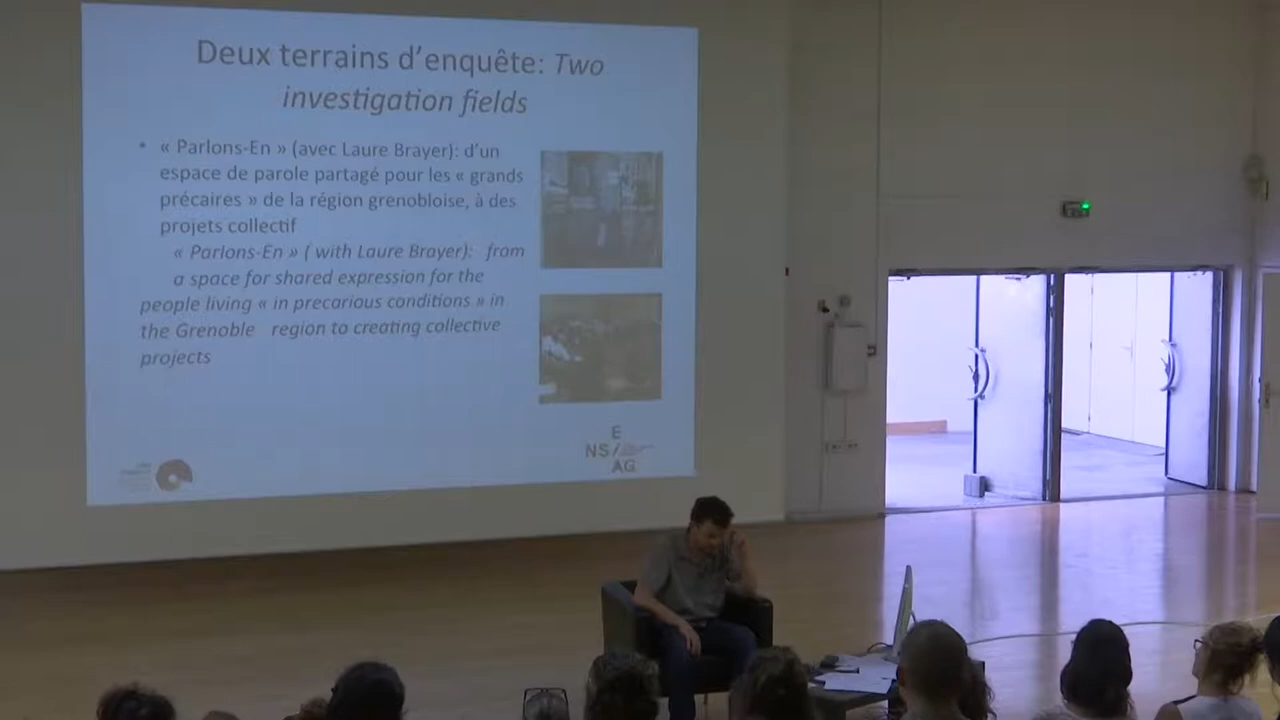 Deux terrains d'enquête: Two
investigation fields
• « Parlons-En » (avec Laure Brayer): d'un
espace de parole partagé pour les « grands
précaires » de la région grenobloise, à des
projets collectif
« Parlons-En » ( with Laure Brayer): from
a space for shared expression for the
people living « in precarious conditions » in
the Grenoble region to creating collective
projects
E
NS/
AG